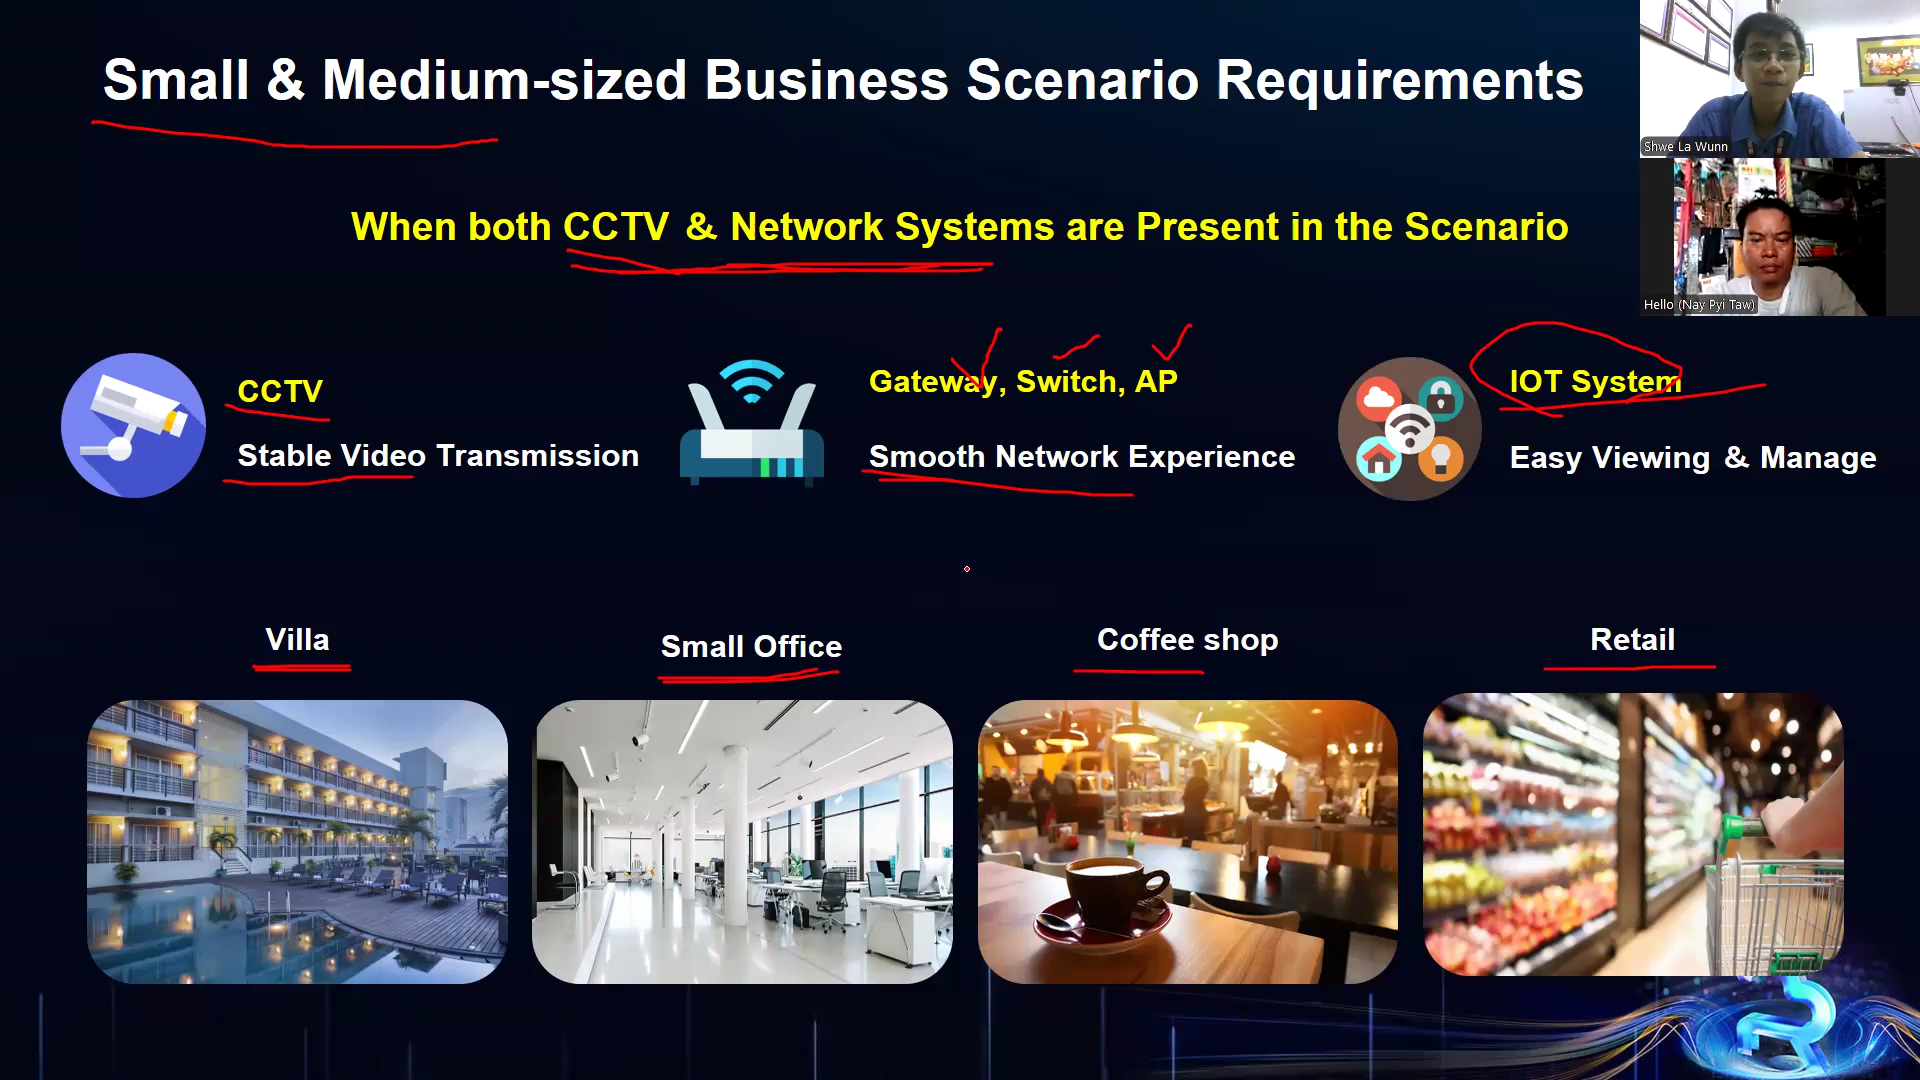 Small & Medium-sized Business Scenario Requirements
Shwe La Wunn
When both CCTV & Network Systems are Present in the Scenario
Hello (Nay Pyi Taw)
CCTV
Stable Video Transmission
Gateway, Switch, AP
Smooth Network Experience
IOT System
Easy Viewing & Manage
Villa
Small Office
Coffee shop
Retail